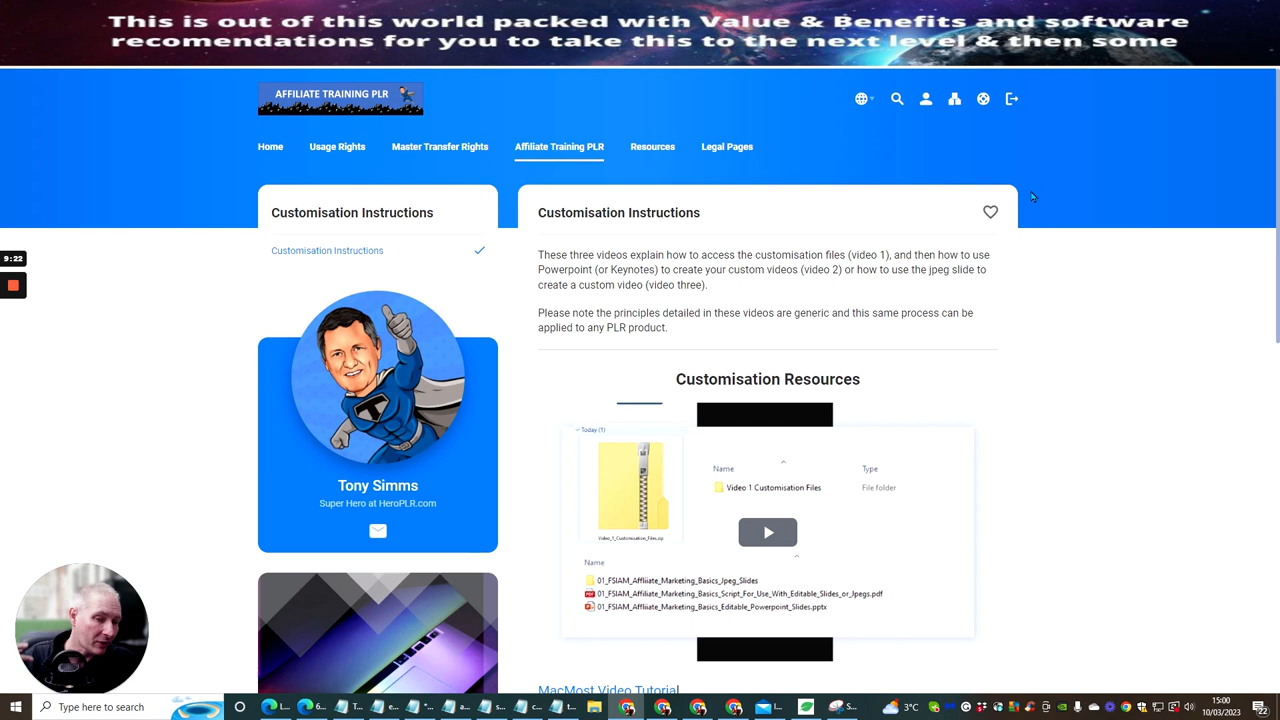 This is out of this world packed with Value & Benefits and software
recomendations for you to take this to the next level & then some
AFFILIATE TRAINING PLR
Home
Usage Rights
Master Transfer Rights
Affiliate Training PLR
Resources
Legal Pages
Customisation Instructions
Customisation Instructions
Customisation Instructions
These three videos explain how to access the customisation files (video 1), and then how to use
Powerpoint (or Keynotes) to create your custom videos (video 2) or how to use the jpeg slide to
create a custom video (video three).
Please note the principles detailed in these videos are generic and this same process can be
applied to any PLR product.
9:22
T
Tony Simms
Super Hero at HeroPLR.com
Customisation Resources
Today (1)
Video_1_Customisation_Files.zip
Name
Type
Video 1 Customisation Files
File folder
Name
01_FSIAM_Affiliate_Marketing_Basics_Jpeg_Slides
01_FSIAM_Affiliate_Marketing_Basics_Script_For_Use_With_Editable_Slides_or_Jpegs.pdf
01_FSIAM_Affiliate_Marketing_Basics_Editable_Powerpoint_Slides.pptx
MacMost Video Tutorial
Type here to search
3°C
15:00
10/03/2023